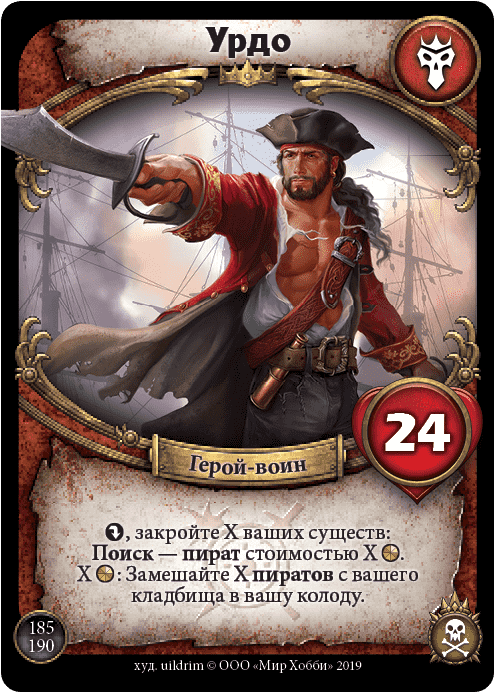 Урдо
24
Герой-воин
, закройте X ваших существ:
Поиск — пират стоимостью X .
X : Замешайте X пиратов с вашего
кладбища в вашу колоду.
185
190
худ. uildrim © ООО «Мир Хобби» 2019